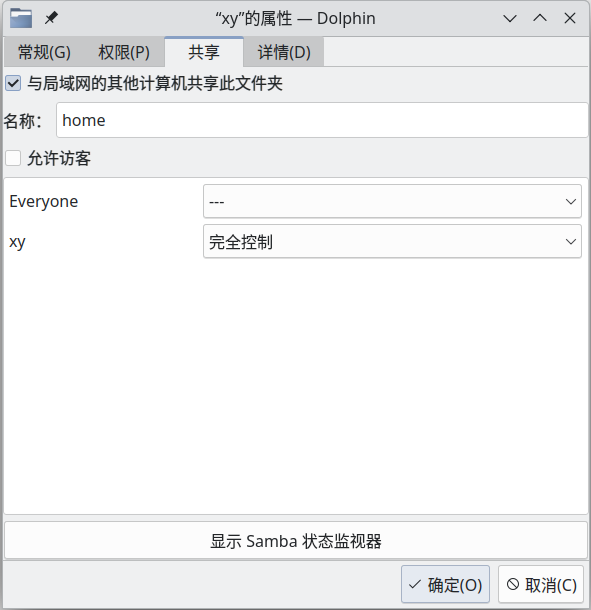 “xy”的属性 — Dolphin
常规(G) 权限(P) 共享 详情(D)
与局域网的其他计算机共享此文件夹
名称： home
允许访客
Everyone ---
xy 完全控制
显示 Samba 状态监视器
确定(O) 取消(C)